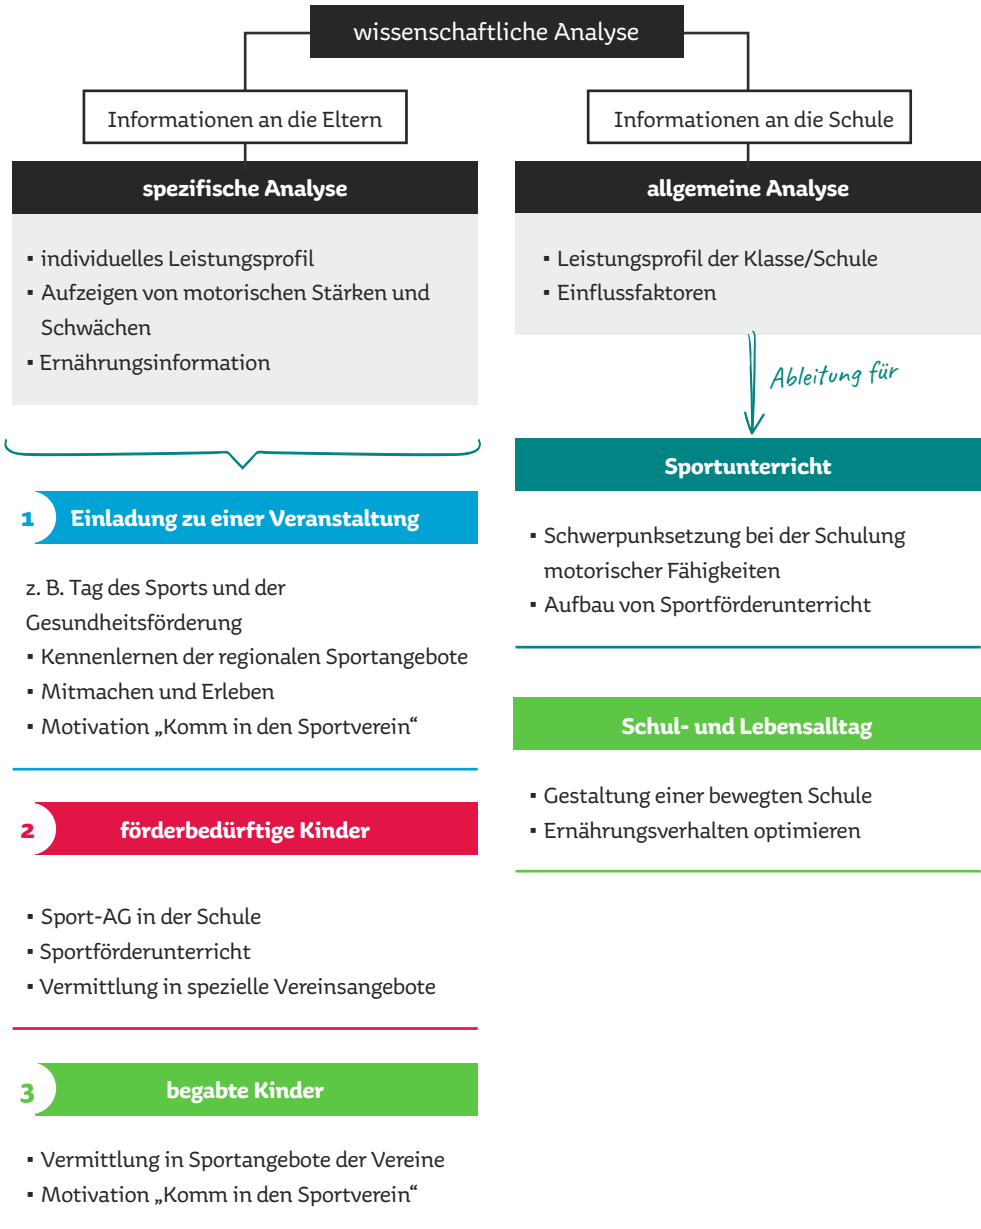 wissenschaftliche Analyse
Informationen an die Eltern
spezifische Analyse
▪ individuelles Leistungsprofil
▪ Aufzeigen von motorischen Stärken und
Schwächen
▪ Ernährungsinformation
1 Einladung zu einer Veranstaltung
z. B. Tag des Sports und der
Gesundheitsförderung
▪ Kennenlernen der regionalen Sportangebote
▪ Mitmachen und Erleben
▪ Motivation „Komm in den Sportverein“
2 förderbedürftige Kinder
▪ Sport-AG in der Schule
▪ Sportförderunterricht
▪ Vermittlung in spezielle Vereinsangebote
3 begabte Kinder
▪ Vermittlung in Sportangebote der Vereine
▪ Motivation „Komm in den Sportverein“
Informationen an die Schule
allgemeine Analyse
▪ Leistungsprofil der Klasse/Schule
▪ Einflussfaktoren
Ableitung für
Sportunterricht
▪ Schwerpunksetzung bei der Schulung
motorischer Fähigkeiten
▪ Aufbau von Sportförderunterricht
Schul- und Lebensalltag
▪ Gestaltung einer bewegten Schule
▪ Ernährungsverhalten optimieren